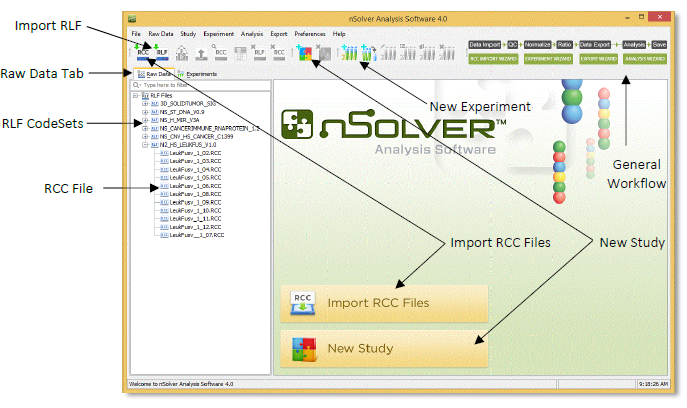 nSolver Analysis Software 4.0
File Raw Data Study Experiment Analysis Export Preferences Help
Import RLF
RCC RLF RLF RCC RCC RLF
Data Import QC Normalize Ratio Data Export Analysis Save
RCC IMPORT WIZARD EXPERIMENT WIZARD EXPORT WIZARD ANALYSIS WIZARD
Raw Data Tab
Raw Data Experiments
Type here to filter
RLF Files
3D_SOLIDTUMOR_SIG
NS_ST_DNA_V0.9
NS_H_MIR_V3A
NS_CANCERIMMUNE_RNAPROTEIN_1.2
NS_CNV_HS_CANCER_C1399
N2_HS_LEUKFUS_V1.0
LeukFusv_1_02.RCC
LeukFusv_1_03.RCC
LeukFusv_1_04.RCC
LeukFusv_1_05.RCC
LeukFusv_1_06.RCC
LeukFusv_1_08.RCC
LeukFusv_1_09.RCC
LeukFusv_1_10.RCC
LeukFusv_1_11.RCC
LeukFusv_1_12.RCC
LeukFusv__1_07.RCC
RLF CodeSets
RCC File
New Experiment
nSOLVER™
Analysis Software
General
Workflow
Import RCC Files
New Study
RCC
Import RCC Files
New Study
Welcome to nSolver Analysis Software 4.0
9:18:26 AM